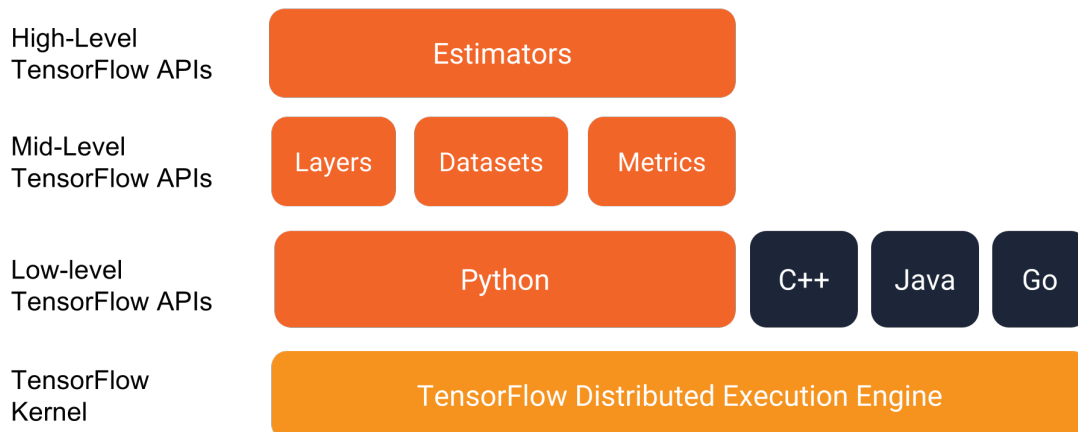 High-Level
TensorFlow APIs
Estimators
Mid-Level
TensorFlow APIs
Layers
Datasets
Metrics
Low-level
TensorFlow APIs
Python
C++
Java
Go
TensorFlow
Kernel
TensorFlow Distributed Execution Engine